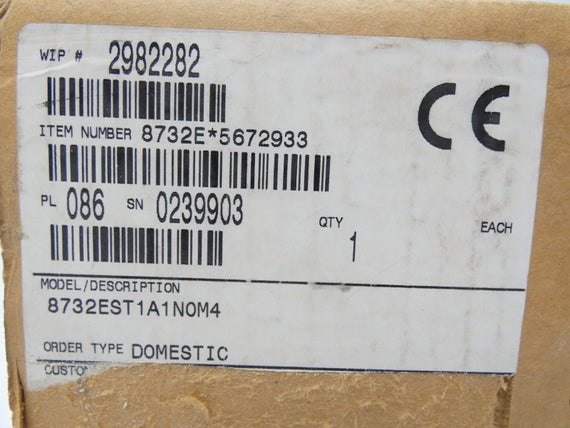 WIP # 2982282
CE
ITEM NUMBER 8732E*5672933
PL 086 SN 0239903
QTY 1 EACH
MODEL/DESCRIPTION
8732EST1A1N0M4
ORDER TYPE DOMESTIC